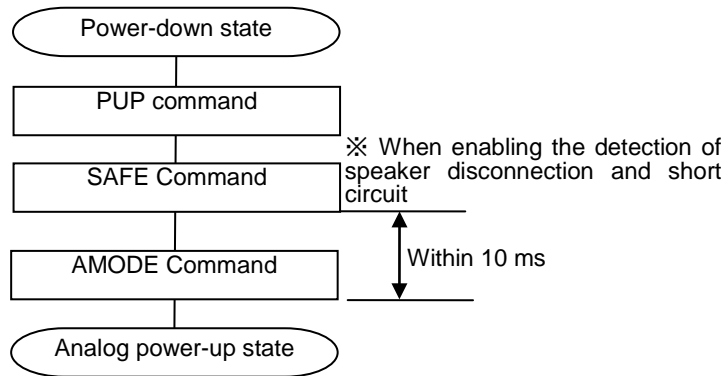 Power-down state
PUP command
※ When enabling the detection of
speaker disconnection and short
circuit
SAFE Command
Within 10 ms
AMODE Command
Analog power-up state